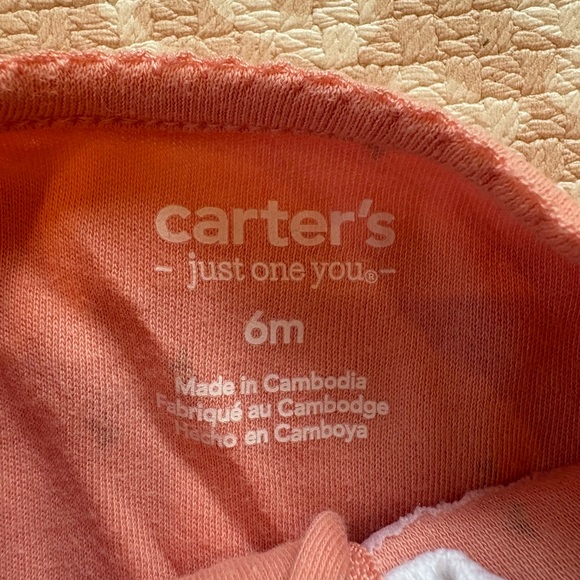 carter's
- just one you®-
6m
Made in Cambodia
Fabriqué au Cambodge
Hecho en Camboya